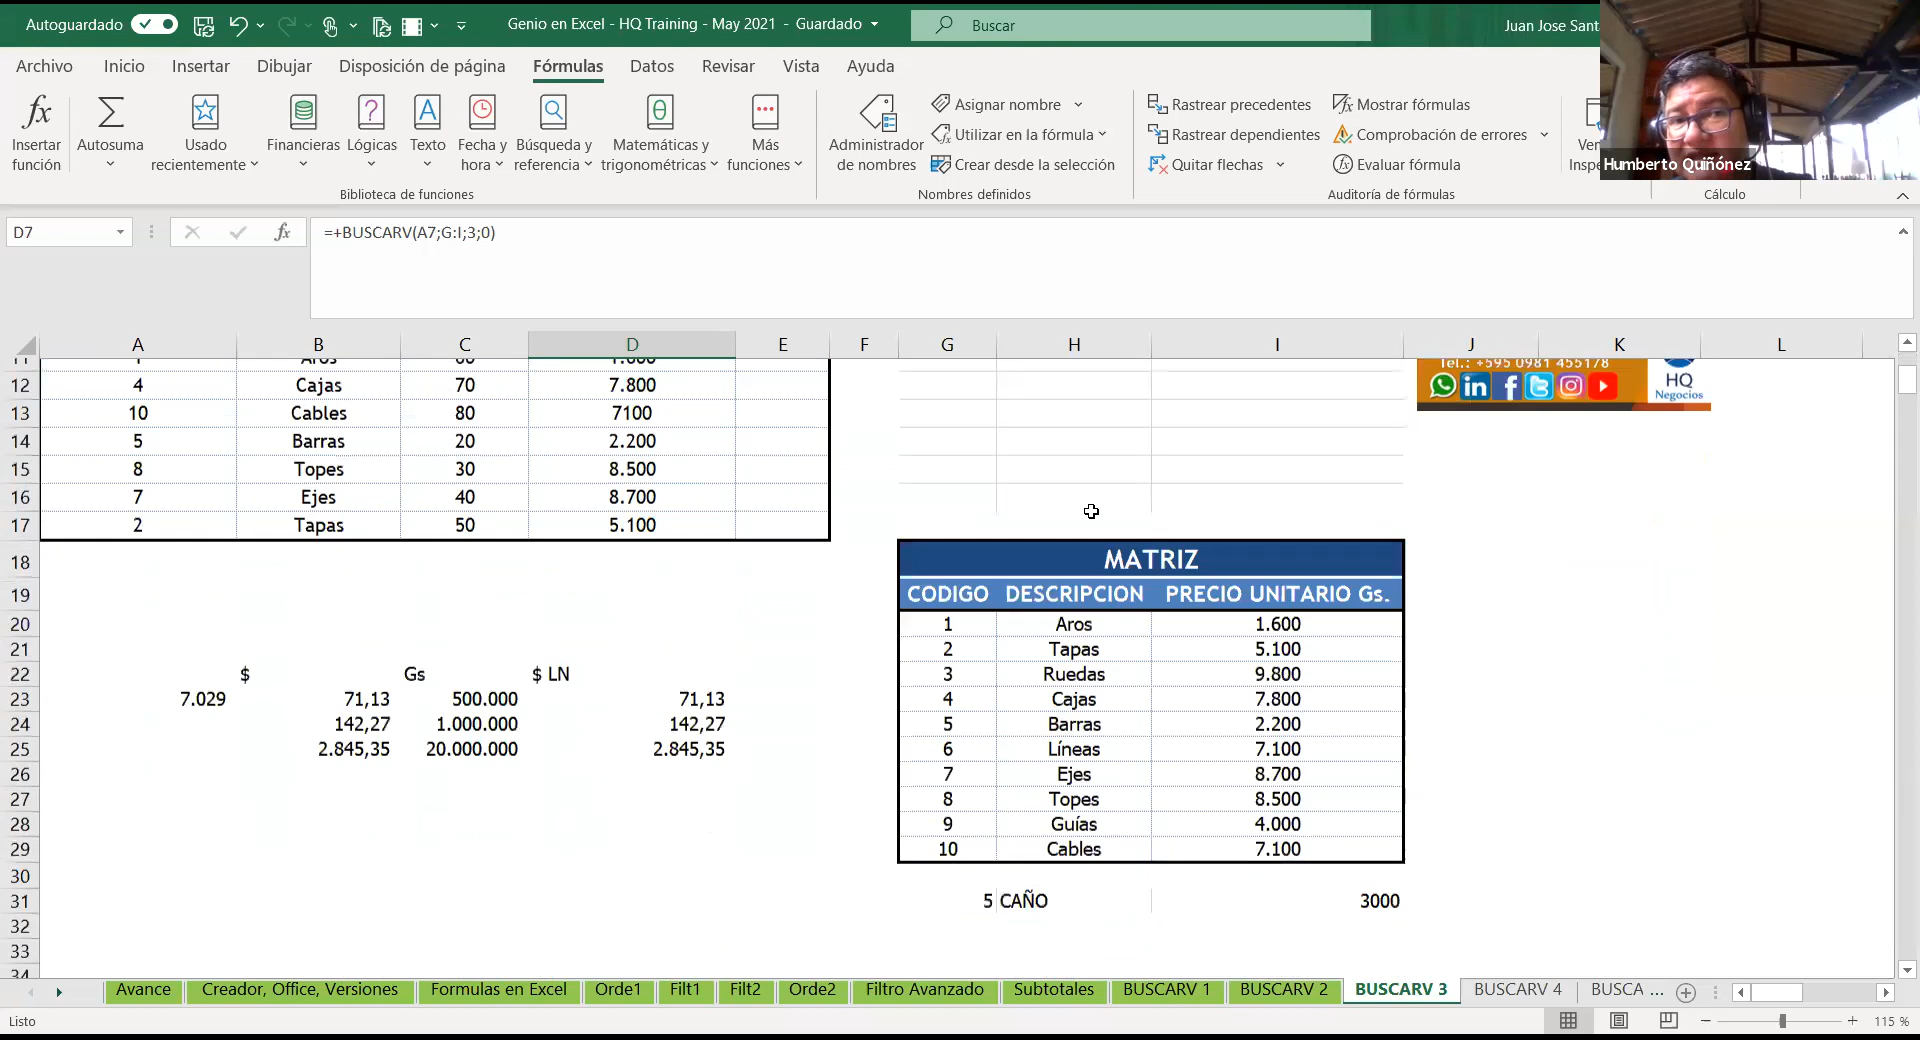 Autoguardado
Genio en Excel - HQ Training - May 2021 - Guardado
Buscar
Juan Jose Sant
Archivo Inicio Insertar Dibujar Disposición de página Fórmulas Datos Revisar Vista Ayuda
Insertar función
Autosuma
Usado recientemente
Financieras
Lógicas
Texto
Fecha y hora
Búsqueda y referencia
Matemáticas y trigonométricas
Más funciones
Biblioteca de funciones
Administrador de nombres
Asignar nombre
Utilizar en la fórmula
Crear desde la selección
Nombres definidos
Rastrear precedentes
Rastrear dependientes
Quitar flechas
Mostrar fórmulas
Comprobación de errores
Evaluar fórmula
Auditoría de fórmulas
Ven
Inspe
Cálculo
Humberto Quiñónez
D7
fx
=+BUSCARV(A7;G:I;3;0)
A B C D E F G H I J K L
11 1 Aros 60 1.600
12 4 Cajas 70 7.800
13 10 Cables 80 7100
14 5 Barras 20 2.200
15 8 Topes 30 8.500
16 7 Ejes 40 8.700
17 2 Tapas 50 5.100
Tel.: +595 0981 455178
HQ
Negocios
18 MATRIZ
19 CODIGO DESCRIPCION PRECIO UNITARIO Gs.
20 1 Aros 1.600
21 2 Tapas 5.100
22 $ Gs $ LN 3 Ruedas 9.800
23 7.029 71,13 500.000 71,13 4 Cajas 7.800
24 142,27 1.000.000 142,27 5 Barras 2.200
25 2.845,35 20.000.000 2.845,35 6 Líneas 7.100
26 7 Ejes 8.700
27 8 Topes 8.500
28 9 Guías 4.000
29 10 Cables 7.100
30
31 5 CAÑO 3000
32
33
34
Avance Creador, Office, Versiones Formulas en Excel Orde1 Filt1 Filt2 Orde2 Filtro Avanzado Subtotales BUSCARV 1 BUSCARV 2 BUSCARV 3 BUSCARV 4 BUSCA ...
Listo
115 %